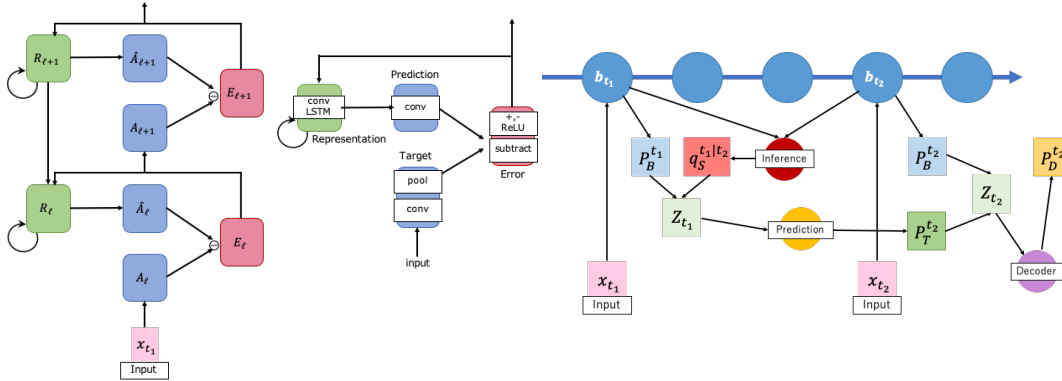 R_{ℓ+1}
Â_{ℓ+1}
E_{ℓ+1}
A_{ℓ+1}
R_ℓ
Â_ℓ
E_ℓ
A_ℓ
x_{t_1}
Input
Prediction
conv
LSTM
conv
Representation
+,-
ReLU
subtract
Error
Target
pool
conv
input
b_{t_1}
b_{t_2}
P_B^{t_1}
q_S^{t_1|t_2}
Inference
P_B^{t_2}
P_D^{t_2}
Z_{t_1}
Z_{t_2}
Prediction
P_T^{t_2}
Decoder
x_{t_1}
Input
x_{t_2}
Input